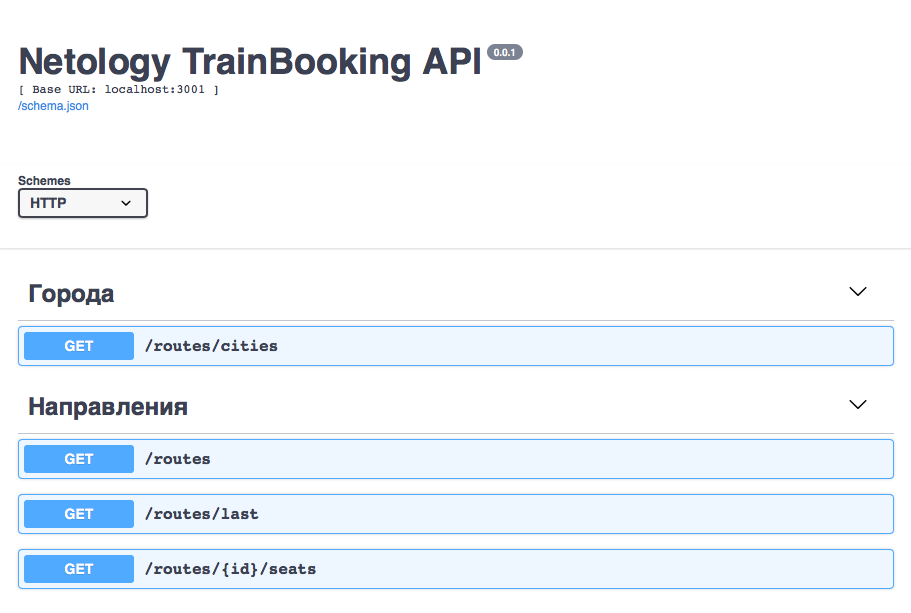 Netology TrainBooking API 0.0.1
[ Base URL: localhost:3001 ]
/schema.json
Schemes
HTTP
Города
GET /routes/cities
Направления
GET /routes
GET /routes/last
GET /routes/{id}/seats